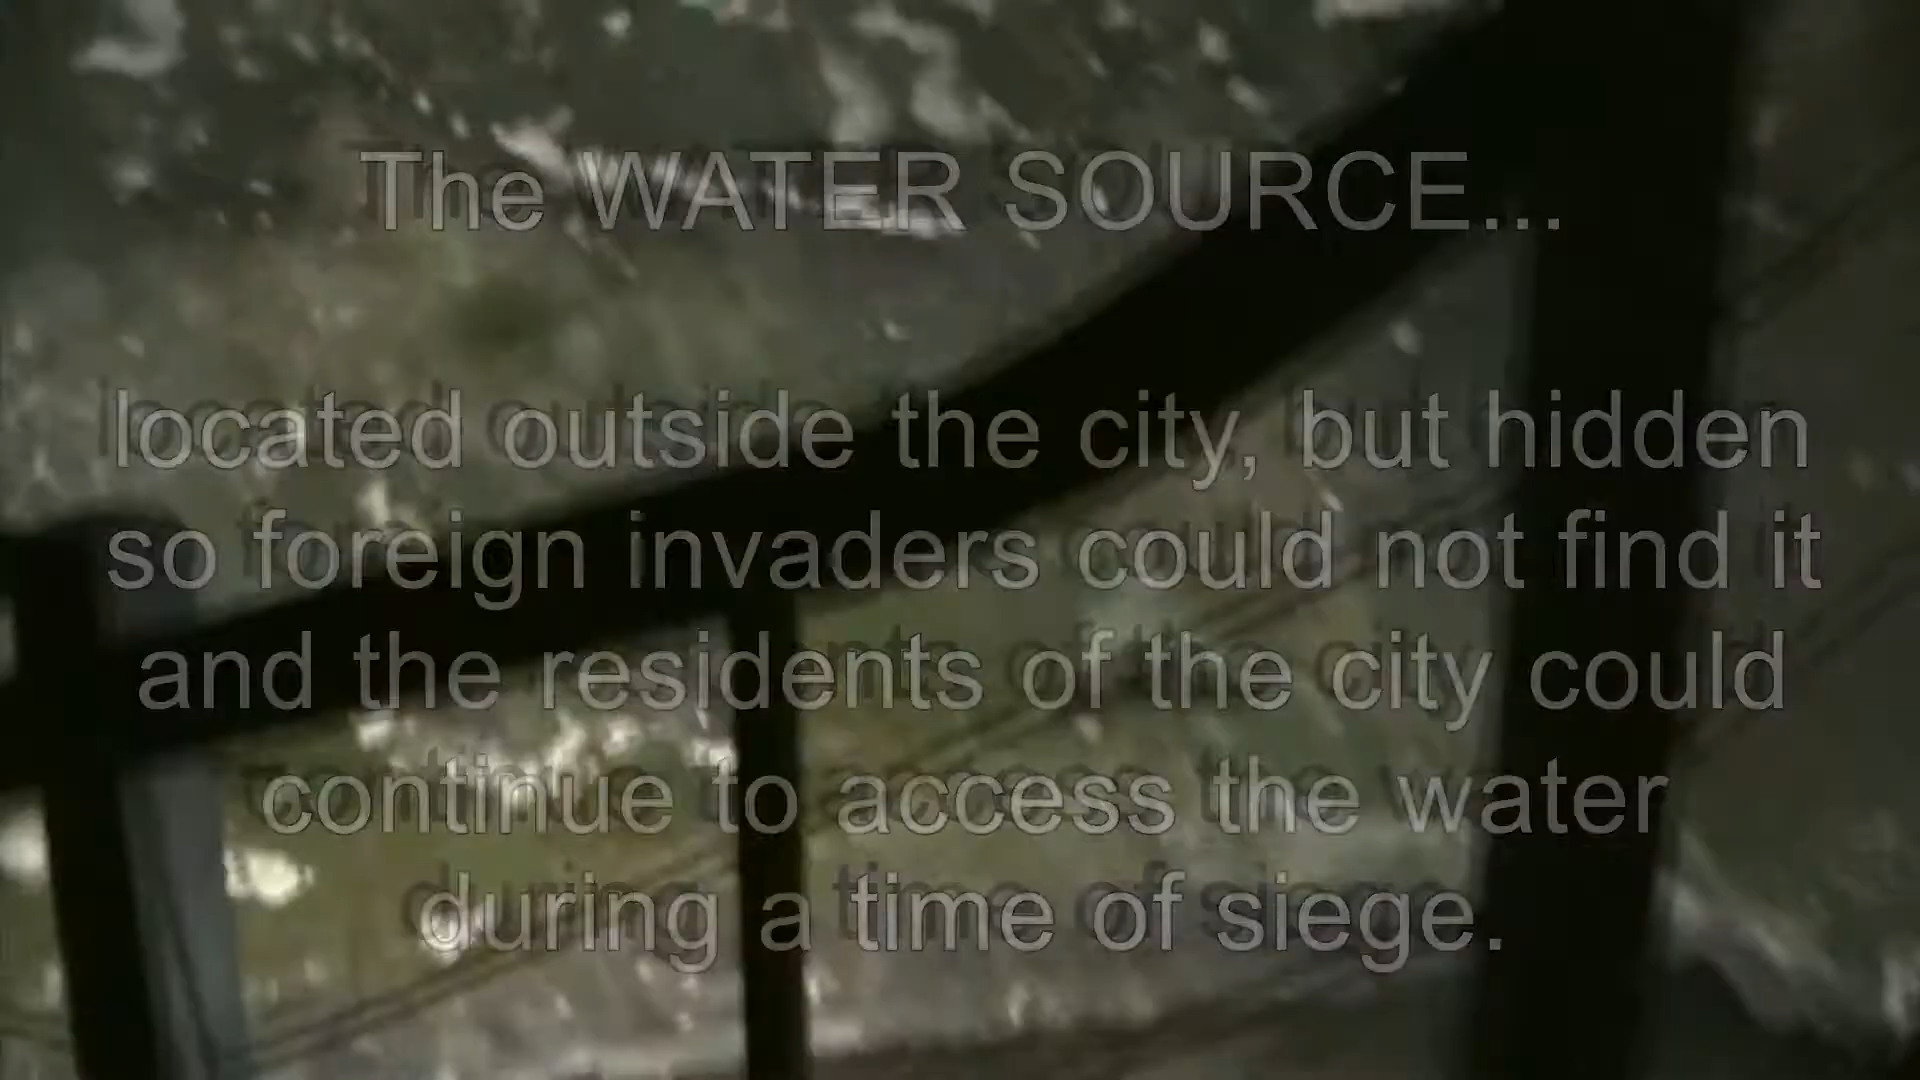 The WATER SOURCE...
located outside the city, but hidden
so foreign invaders could not find it
and the residents of the city could
continue to access the water
during a time of siege.